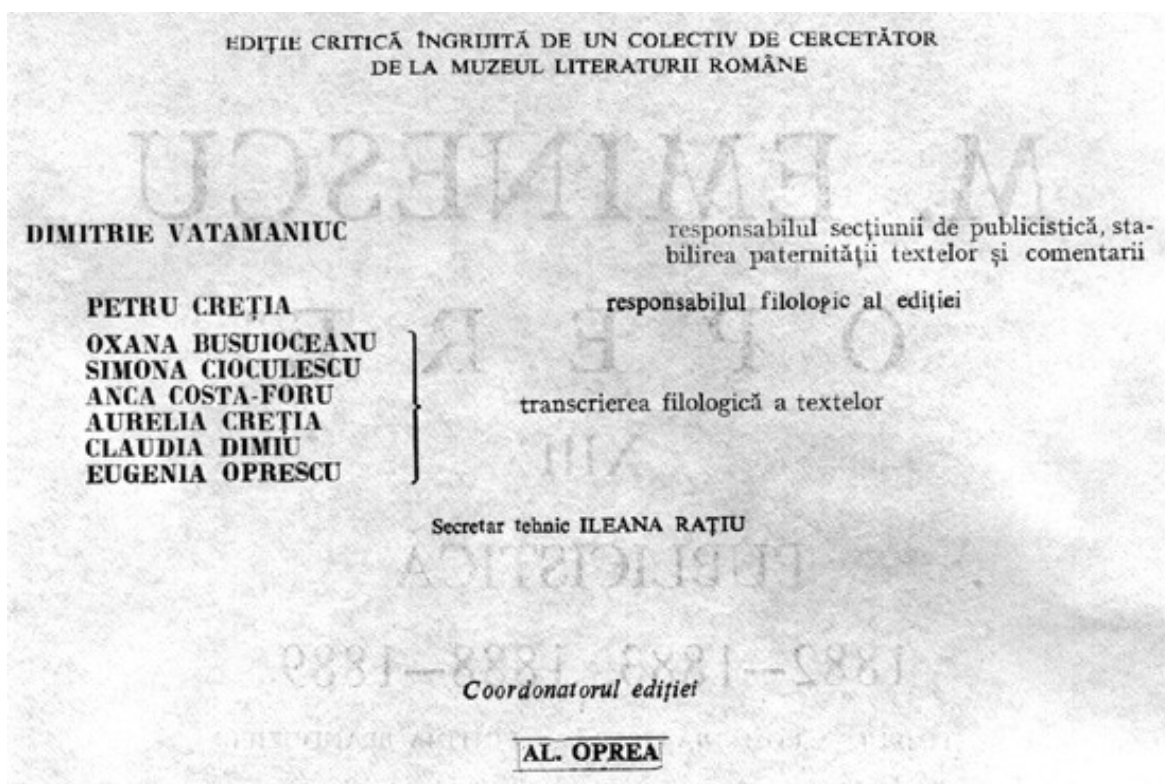 EDIȚIE CRITICĂ ÎNGRIJITĂ DE UN COLECTIV DE CERCETĂTOR
DE LA MUZEUL LITERATURII ROMÂNE
M. EMINESCU
DIMITRIE VATAMANIUC responsabilul secțiunii de publicistică, sta-
bilirea paternității textelor și comentarii
PETRU CREȚIA responsabilul filologic al ediției
OPERE
OXANA BUSUIOCEANU
SIMONA CIOCULESCU
ANCA COSTA-FORU
transcrierea filologică a textelor
AURELIA CREȚIA
CLAUDIA DIMIU
EUGENIA OPRESCU
XIII
Secretar tehnic ILEANA RAȚIU
PUBLICISTICA
1882—1883, 1888—1889
Coordonatorul ediției
AL. OPREA